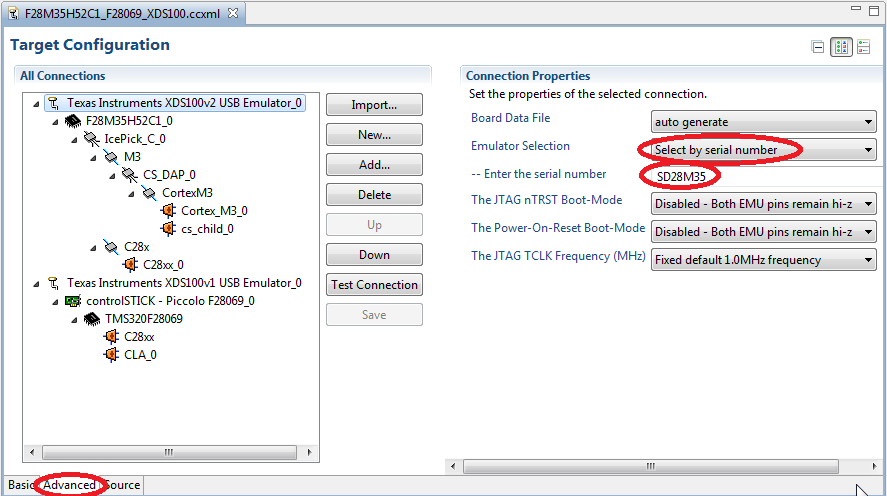 F28M35H52C1_F28069_XDS100.ccxml
Target Configuration
All Connections
Texas Instruments XDS100v2 USB Emulator_0
F28M35H52C1_0
IcePick_C_0
M3
CS_DAP_0
CortexM3
Cortex_M3_0
cs_child_0
C28x
C28xx_0
Texas Instruments XDS100v1 USB Emulator_0
controlSTICK - Piccolo F28069_0
TMS320F28069
C28xx
CLA_0
Import...
New...
Add...
Delete
Up
Down
Test Connection
Save
Connection Properties
Set the properties of the selected connection.
Board Data File auto generate
Emulator Selection Select by serial number
-- Enter the serial number SD28M35
The JTAG nTRST Boot-Mode Disabled - Both EMU pins remain hi-z
The Power-On-Reset Boot-Mode Disabled - Both EMU pins remain hi-z
The JTAG TCLK Frequency (MHz) Fixed default 1.0MHz frequency
Basic Advanced Source